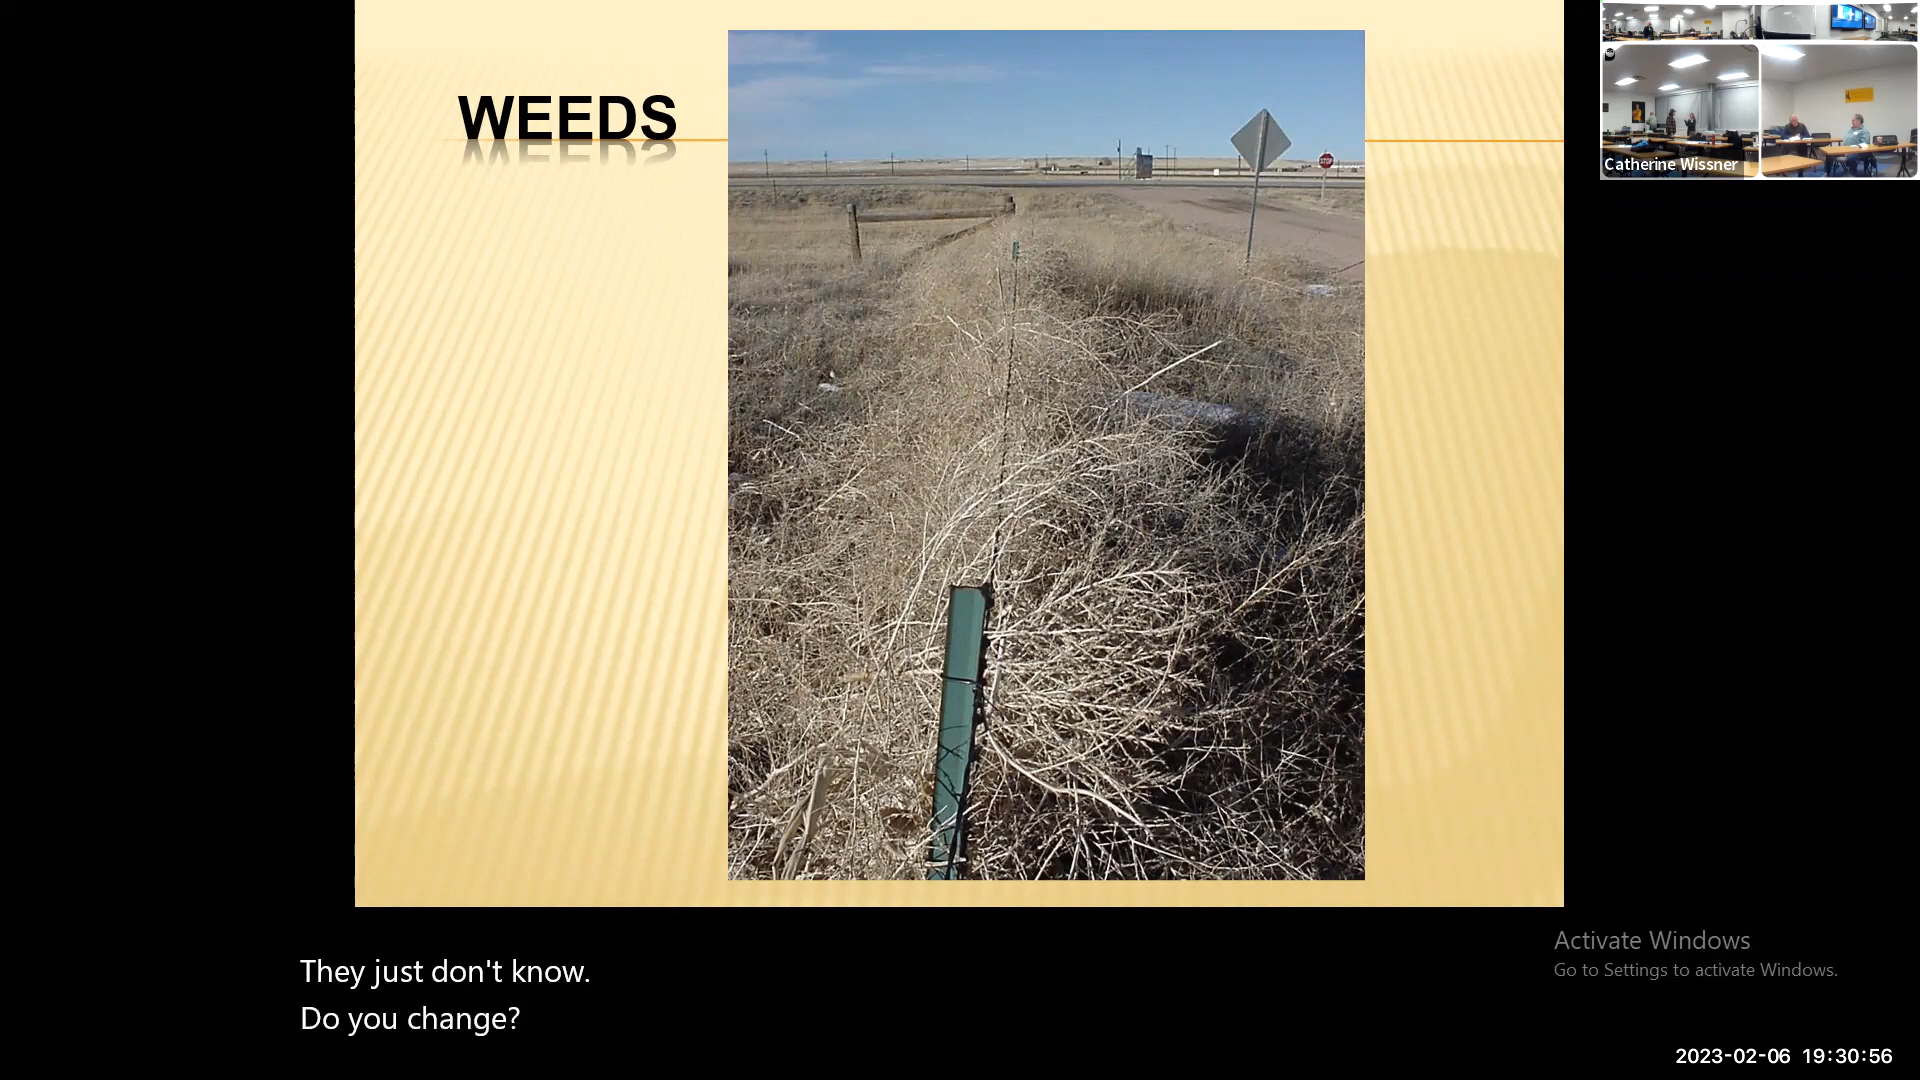 WEEDS
Catherine Wissner
They just don't know.
Do you change?
Activate Windows
Go to Settings to activate Windows.
2023-02-06 19:30:56